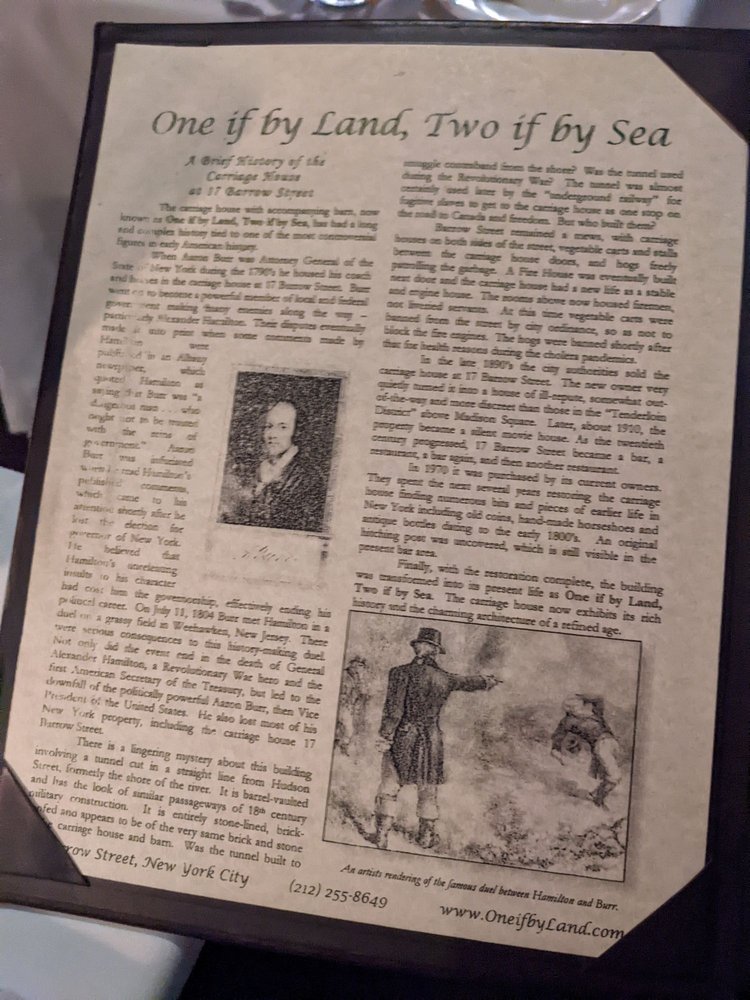 One if by Land, Two if by Sea
A Brief History of the
Carriage House
at 17 Barrow Street
The carriage house with accompanying barn, now
known as One if by Land, Two if by Sea, has had a long
and complex history tied to one of the most controversial
figures in early American history.
When Aaron Burr was Attorney General of the
State of New York during the 1790's he housed his coach
and horses in the carriage house at 17 Barrow Street. Burr
went on to become a powerful member of local and federal
government making many enemies along the way –
particularly Alexander Hamilton. Their disputes eventually
made it into print when some comments made by
Hamilton were
published in an Albany
newspaper, which
quoted Hamilton as
saying that Burr was "a
dangerous man . . . who
ought not to be trusted
with the reins of
government." Aaron
Burr was infuriated
when he read Hamilton's
published comments,
which came to his
attention shortly after he
lost the election for
governor of New York.
He believed that
Hamilton's unrelenting
insults to his character
had cost him the governorship, effectively ending his
political career. On July 11, 1804 Burr met Hamilton in a
duel on a grassy field in Weehawken, New Jersey. There
were serious consequences to this history-making duel.
Not only did the event end in the death of General
Alexander Hamilton, a Revolutionary War hero and the
first American Secretary of the Treasury, but led to the
downfall of the politically powerful Aaron Burr, then Vice
President of the United States. He also lost most of his
New York property, including the carriage house 17
Barrow Street.
There is a lingering mystery about this building
involving a tunnel cut in a straight line from Hudson
Street, formerly the shore of the river. It is barrel-vaulted
and has the look of similar passageways of 18th century
military construction. It is entirely stone-lined, brick-
ofed and appears to be of the very same brick and stone
carriage house and barn. Was the tunnel built to
smuggle contraband from the shore? Was the tunnel used
during the Revolutionary War? The tunnel was almost
certainly used later by the "underground railway" for
fugitive slaves to get to the carriage house as one stop on
the road to Canada and freedom. But who built them?
Barrow Street remained a mews, with carriage
houses on both sides of the street, vegetable carts and stalls
between the carriage house doors, and hogs freely
patrolling the garbage. A Fire House was eventually built
next door and the carriage house had a new life as a stable
and engine house. The rooms above now housed firemen,
not liveried servants. At this time vegetable carts were
banned from the street by city ordinance, so as not to
block the fire engines. The hogs were banned shortly after
that for health reasons during the cholera pandemics.
In the late 1890's the city authorities sold the
carriage house at 17 Barrow Street. The new owner very
quietly turned it into a house of ill-repute, somewhat out-
of-the-way and more discreet than those in the "Tenderloin
District" above Madison Square. Later, about 1910, the
property became a silent movie house. As the twentieth
century progressed, 17 Barrow Street became a bar, a
restaurant, a bar again, and then another restaurant.
In 1970 it was purchased by its current owners.
They spent the next several years restoring the carriage
house finding numerous bits and pieces of earlier life in
New York including old coins, hand-made horseshoes and
antique bottles dating to the early 1800's. An original
hitching post was uncovered, which is still visible in the
present bar area.
Finally, with the restoration complete, the building
was transformed into its present life as One if by Land,
Two if by Sea. The carriage house now exhibits its rich
history and the charming architecture of a refined age.
An artists rendering of the famous duel between Hamilton and Burr.
row Street, New York City
(212) 255-8649
www.OneifbyLand.com